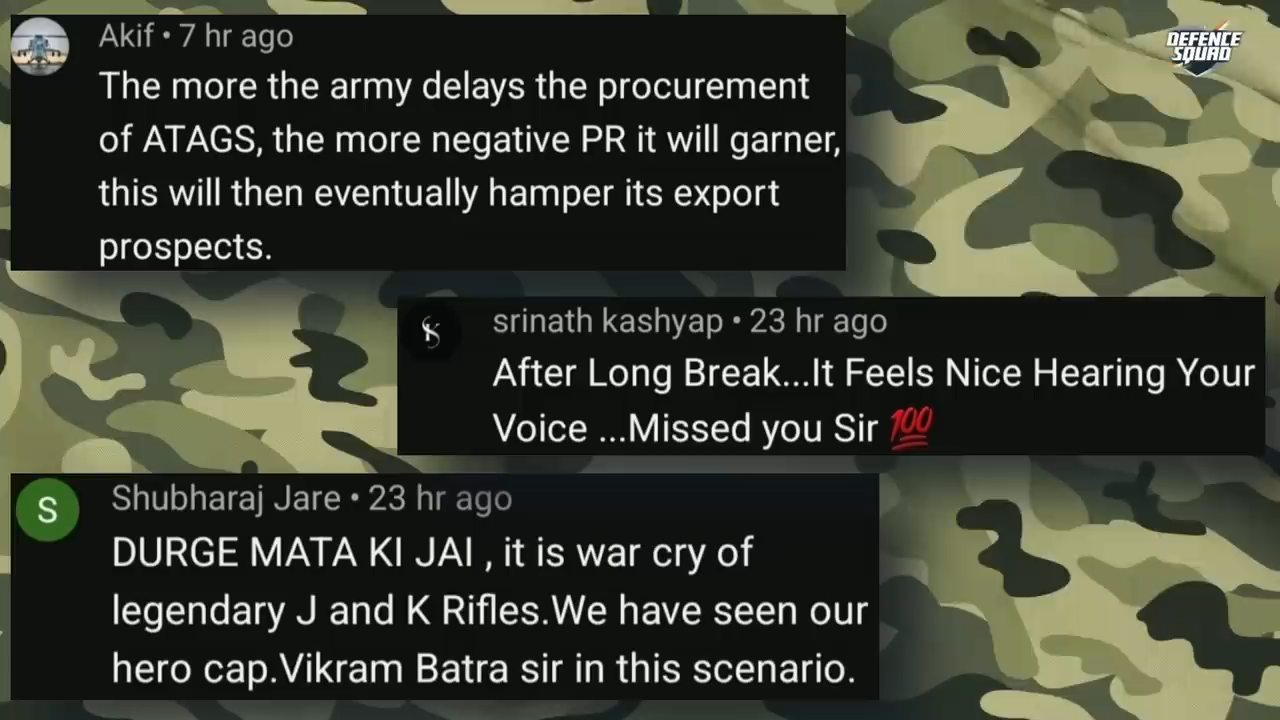 DEFENCE
SQUAD
Akif • 7 hr ago
The more the army delays the procurement
of ATAGS, the more negative PR it will garner,
this will then eventually hamper its export
prospects.
srinath kashyap • 23 hr ago
After Long Break...It Feels Nice Hearing Your
Voice ...Missed you Sir 💯
S
Shubharaj Jare • 23 hr ago
DURGE MATA KI JAI , it is war cry of
legendary J and K Rifles.We have seen our
hero cap.Vikram Batra sir in this scenario.